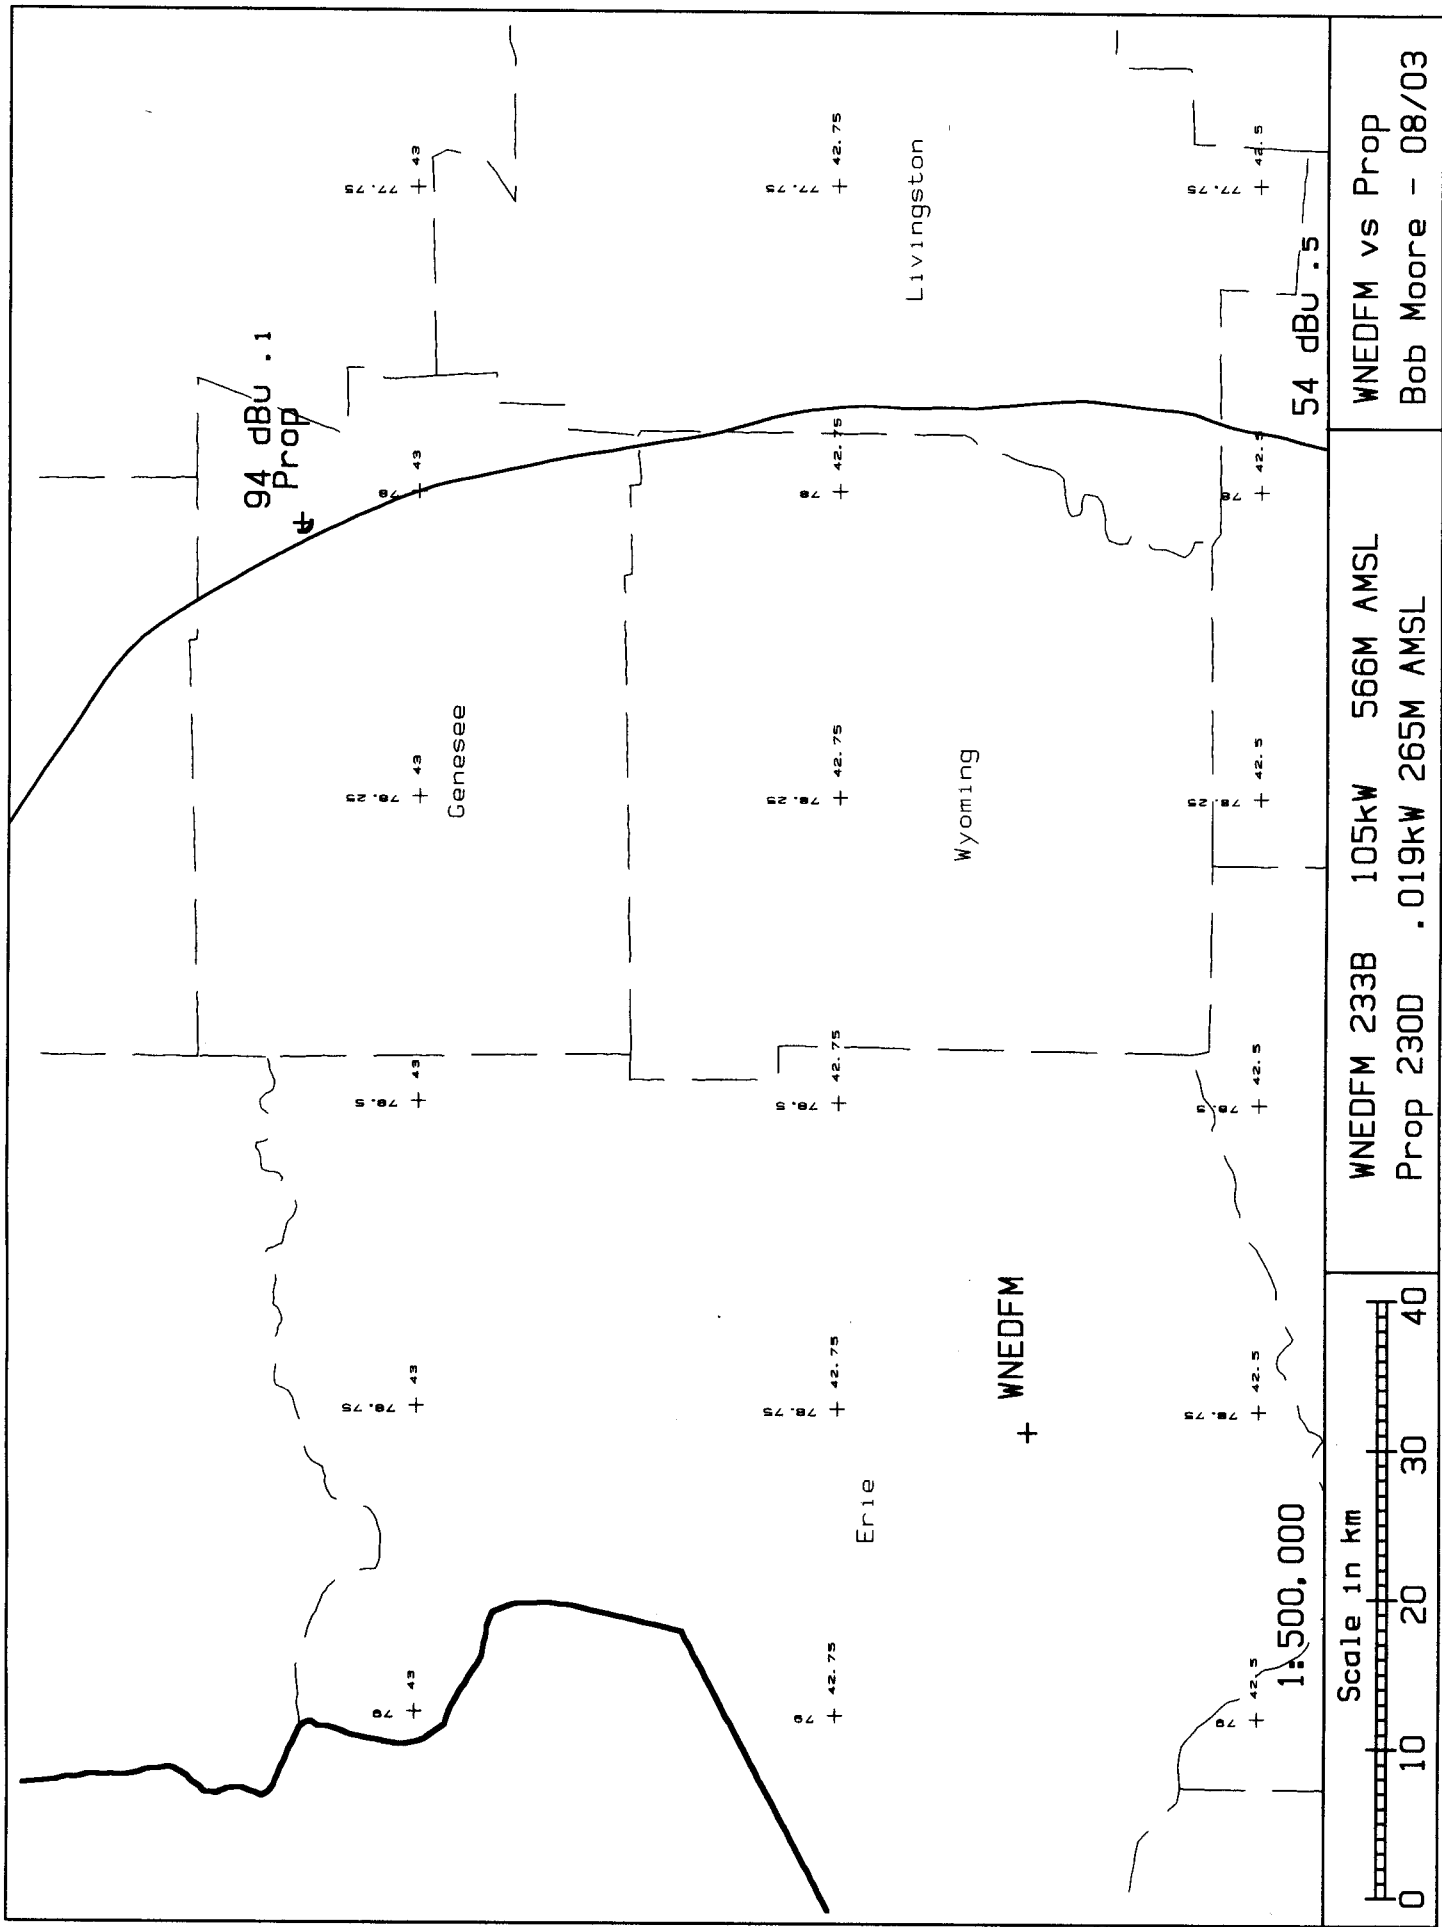 94 dBu .1
Prop
77.75 43
78 43
78.25 43
78.5 43
78.75 43
79 43
Genesee
77.75 42.75
78 42.75
78.25 42.75
78.5 42.75
78.75 42.75
79 42.75
Livingston
Wyoming
Erie
WNEDFM
77.75 42.5
78 42.5
78.25 42.5
78.5 42.5
78.75 42.5
79 42.5
54 dBu .5
1:500,000
Scale in km
0 10 20 30 40
WNEDFM 233B 105kW 566M AMSL
Prop 230D .019kW 265M AMSL
WNEDFM vs Prop
Bob Moore - 08/03